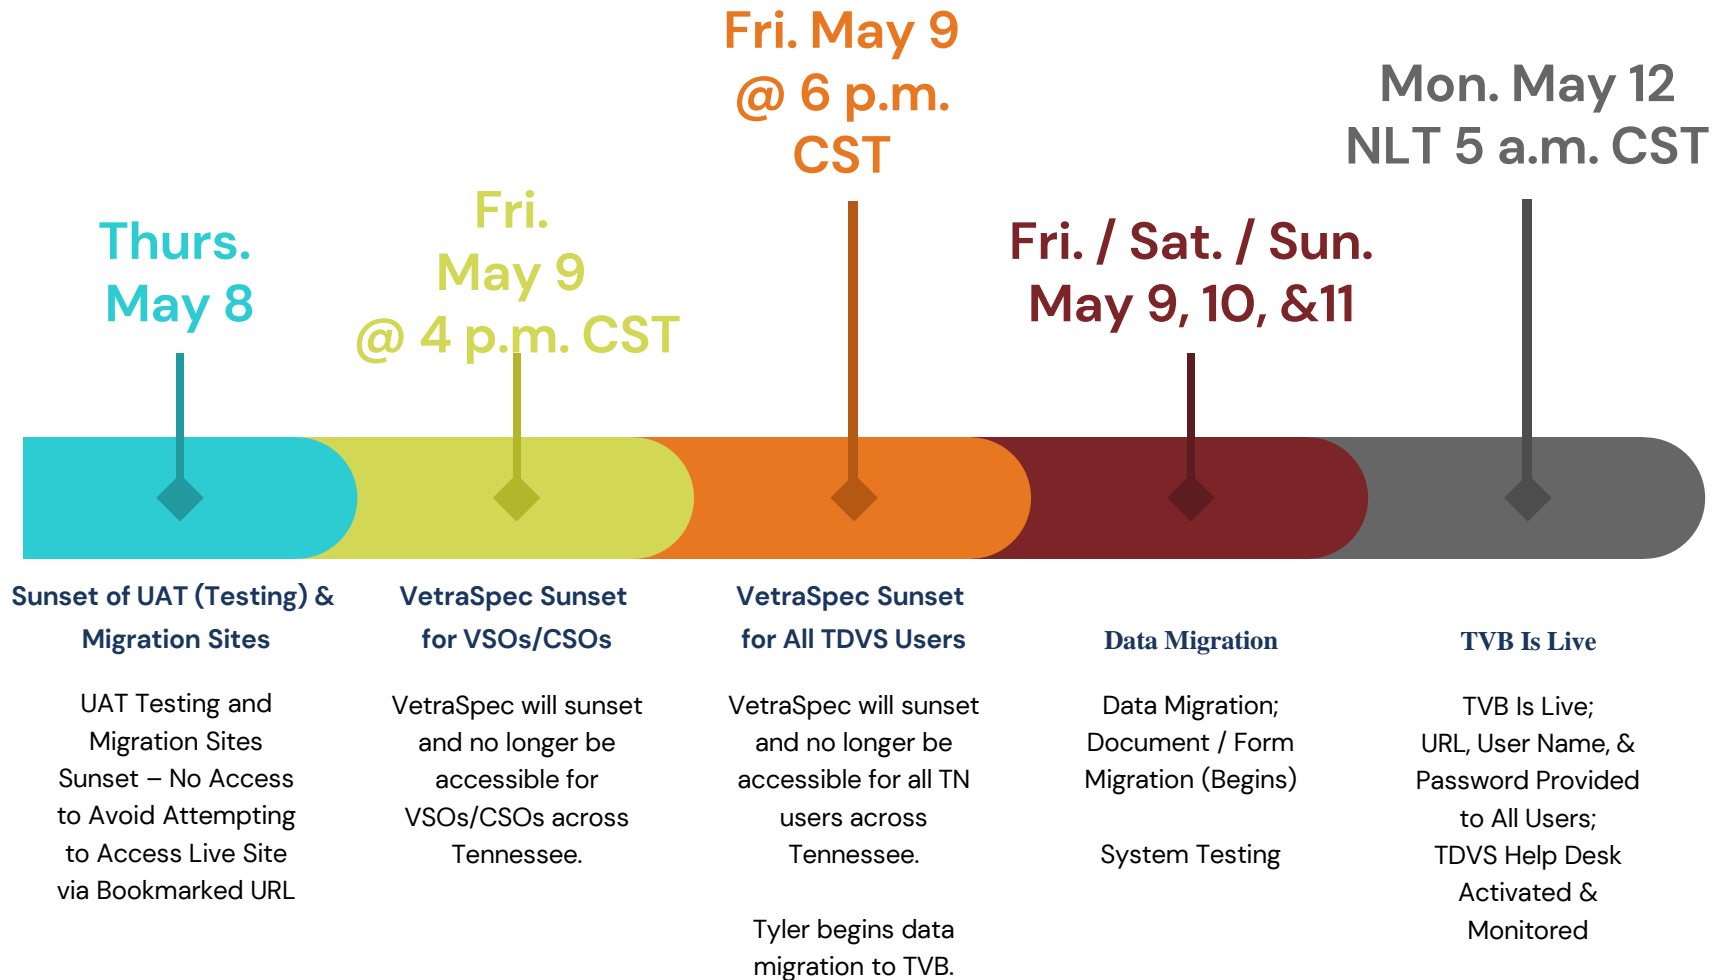 Thurs.
May 8
Fri.
May 9
@ 4 p.m. CST
Fri. May 9
@ 6 p.m.
CST
Fri. / Sat. / Sun.
May 9, 10, &11
Mon. May 12
NLT 5 a.m. CST
Sunset of UAT (Testing) &
Migration Sites
UAT Testing and
Migration Sites
Sunset – No Access
to Avoid Attempting
to Access Live Site
via Bookmarked URL
VetraSpec Sunset
for VSOs/CSOs
VetraSpec will sunset
and no longer be
accessible for
VSOs/CSOs across
Tennessee.
VetraSpec Sunset
for All TDVS Users
VetraSpec will sunset
and no longer be
accessible for all TN
users across
Tennessee.
Tyler begins data
migration to TVB.
Data Migration
Data Migration;
Document / Form
Migration (Begins)
System Testing
TVB Is Live
TVB Is Live;
URL, User Name, &
Password Provided
to All Users;
TDVS Help Desk
Activated &
Monitored